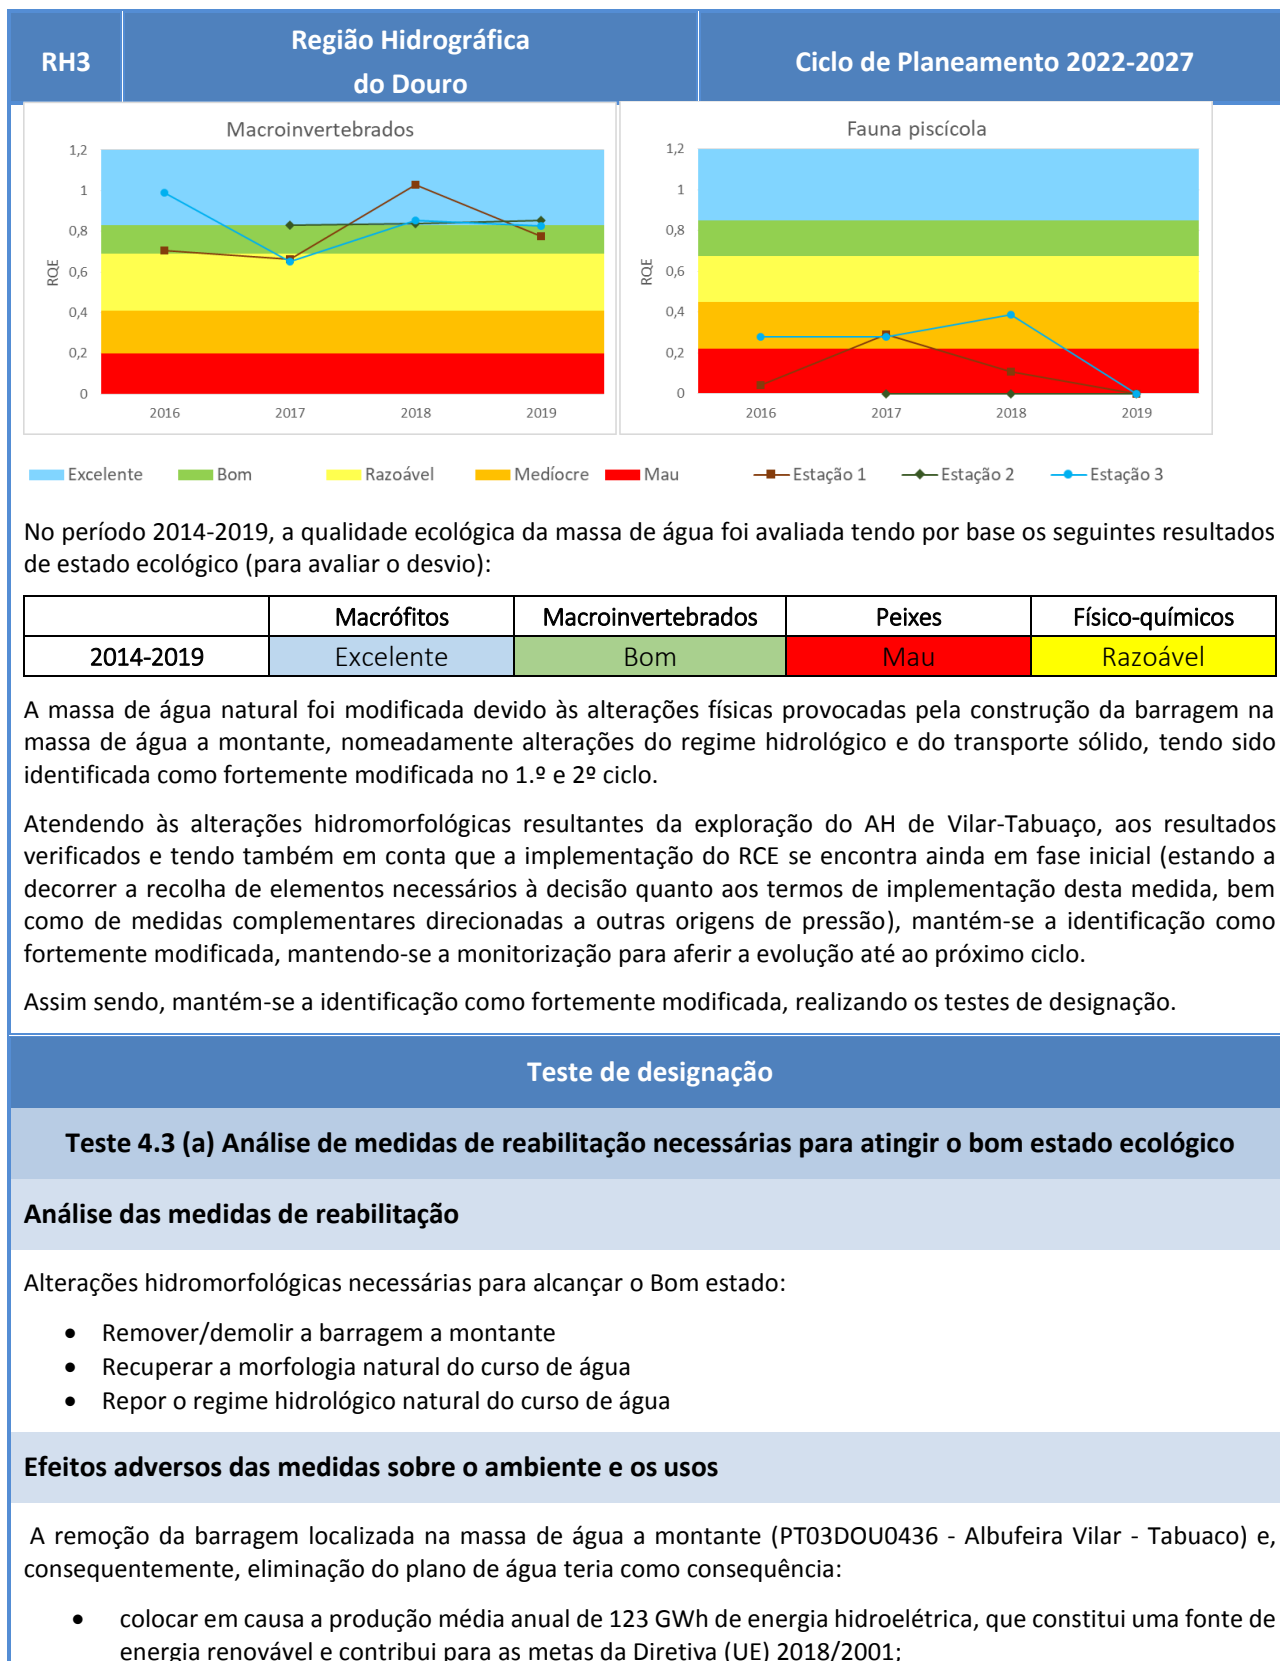 RH3
Região Hidrográfica
do Douro
Ciclo de Planeamento 2022-2027
Macroinvertebrados
1,2
1
0,8
0,6
0,4
0,2
0
RQE
2016 2017 2018 2019
Fauna piscícola
1,2
1
0,8
0,6
0,4
0,2
0
RQE
2016 2017 2018 2019
Excelente Bom Razoável Medíocre Mau Estação 1 Estação 2 Estação 3
No período 2014-2019, a qualidade ecológica da massa de água foi avaliada tendo por base os seguintes resultados
de estado ecológico (para avaliar o desvio):
Macrófitos Macroinvertebrados Peixes Físico-químicos
2014-2019 Excelente Bom Mau Razoável
A massa de água natural foi modificada devido às alterações físicas provocadas pela construção da barragem na
massa de água a montante, nomeadamente alterações do regime hidrológico e do transporte sólido, tendo sido
identificada como fortemente modificada no 1.º e 2º ciclo.
Atendendo às alterações hidromorfológicas resultantes da exploração do AH de Vilar-Tabuaço, aos resultados
verificados e tendo também em conta que a implementação do RCE se encontra ainda em fase inicial (estando a
decorrer a recolha de elementos necessários à decisão quanto aos termos de implementação desta medida, bem
como de medidas complementares direcionadas a outras origens de pressão), mantém-se a identificação como
fortemente modificada, mantendo-se a monitorização para aferir a evolução até ao próximo ciclo.
Assim sendo, mantém-se a identificação como fortemente modificada, realizando os testes de designação.
Teste de designação
Teste 4.3 (a) Análise de medidas de reabilitação necessárias para atingir o bom estado ecológico
Análise das medidas de reabilitação
Alterações hidromorfológicas necessárias para alcançar o Bom estado:
• Remover/demolir a barragem a montante
• Recuperar a morfologia natural do curso de água
• Repor o regime hidrológico natural do curso de água
Efeitos adversos das medidas sobre o ambiente e os usos
A remoção da barragem localizada na massa de água a montante (PT03DOU0436 - Albufeira Vilar - Tabuaco) e,
consequentemente, eliminação do plano de água teria como consequência:
• colocar em causa a produção média anual de 123 GWh de energia hidroelétrica, que constitui uma fonte de
energia renovável e contribui para as metas da Diretiva (UE) 2018/2001;